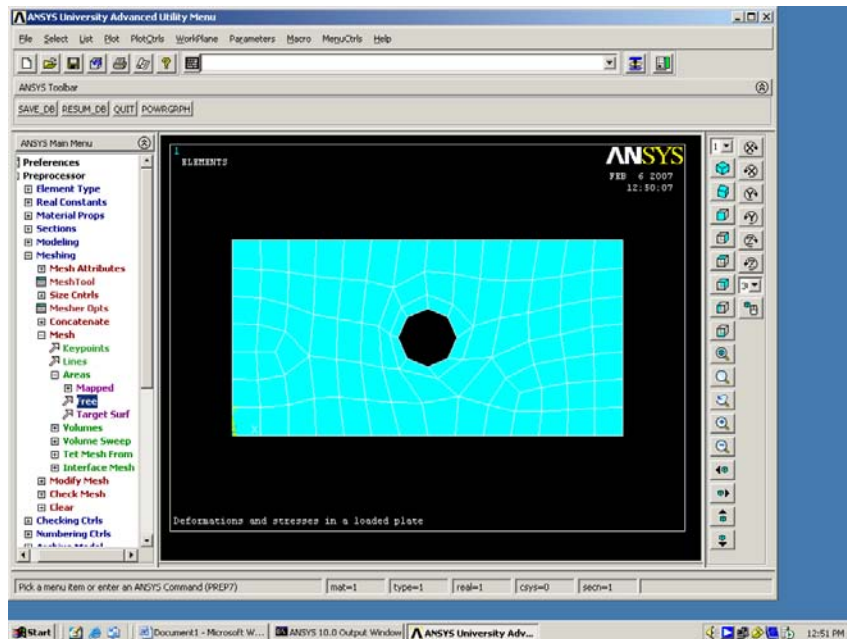 ANSYS University Advanced Utility Menu
File Select List Plot PlotCtrls WorkPlane Parameters Macro MenuCtrls Help
ANSYS Toolbar
SAVE_DB RESUM_DB QUIT POWRGRPH
ANSYS Main Menu
Preferences
Preprocessor
Element Type
Real Constants
Material Props
Sections
Modeling
Meshing
Mesh Attributes
MeshTool
Size Cntrls
Mesher Opts
Concatenate
Mesh
Keypoints
Lines
Areas
Mapped
Free
Target Surf
Volumes
Volume Sweep
Tet Mesh From
Interface Mesh
Modify Mesh
Check Mesh
Clear
Checking Ctrls
Numbering Ctrls
Archive Model
1
ELEMENTS
ANSYS
FEB 6 2007
12:50:07
X
Deformations and stresses in a loaded plate
1
3
Pick a menu item or enter an ANSYS Command (PREP7)
mat=1 type=1 real=1 csys=0 secn=1
Start Document1 - Microsoft W... ANSYS 10.0 Output Window ANSYS University Adv... 12:51 PM